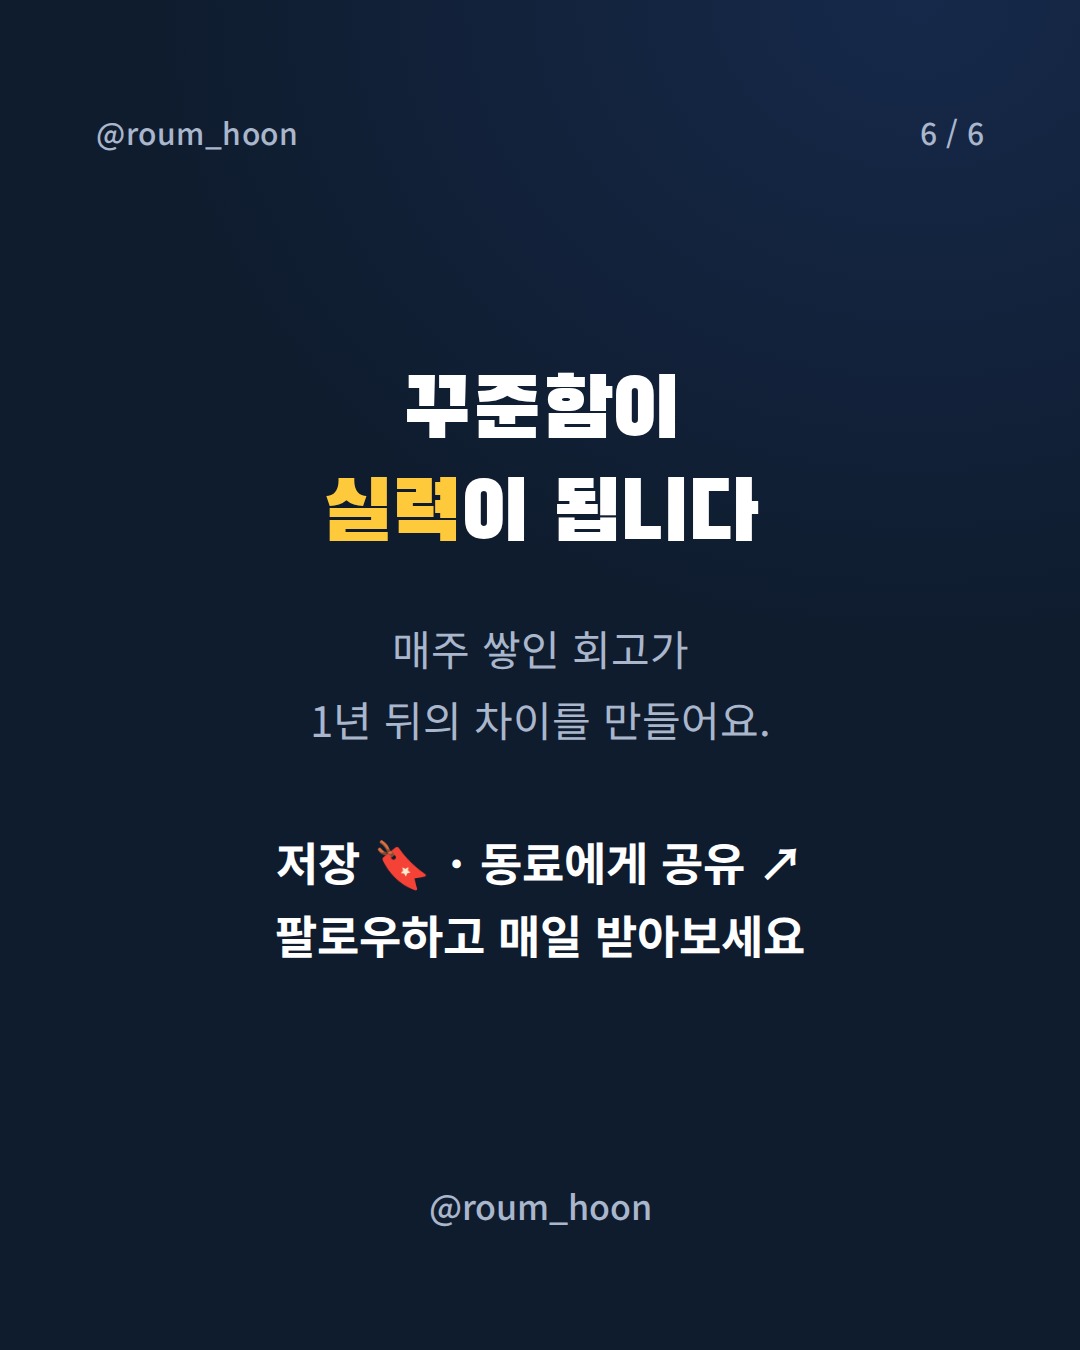 @roum_hoon
6 / 6
꾸준함이
실력이 됩니다
매주 쌓인 회고가
1년 뒤의 차이를 만들어요.
저장 🔖 · 동료에게 공유 ↗
팔로우하고 매일 받아보세요
@roum_hoon